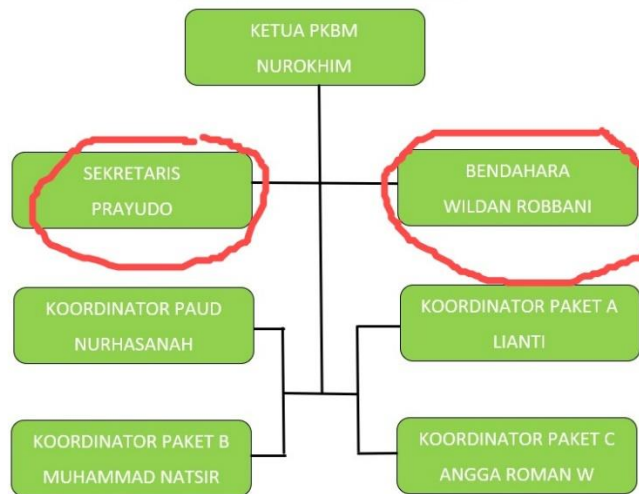 KETUA PKBM
NUROKHIM
SEKRETARIS
PRAYUDO
BENDAHARA
WILDAN ROBBANI
KOORDINATOR PAUD
NURHASANAH
KOORDINATOR PAKET A
LIANTI
KOORDINATOR PAKET B
MUHAMMAD NATSIR
KOORDINATOR PAKET C
ANGGA ROMAN W